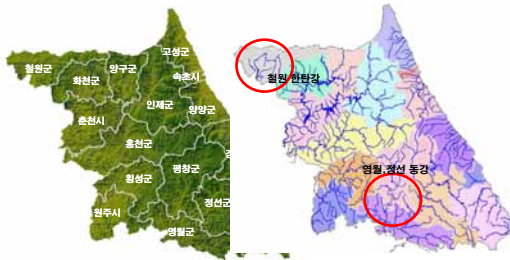 고성군
철원군
양구군
화천군
속초시
인제군
양양군
춘천시
홍천군
횡성군
평창군
원주시
정선군
영월군
철원 한탄강
영월,정선 동강